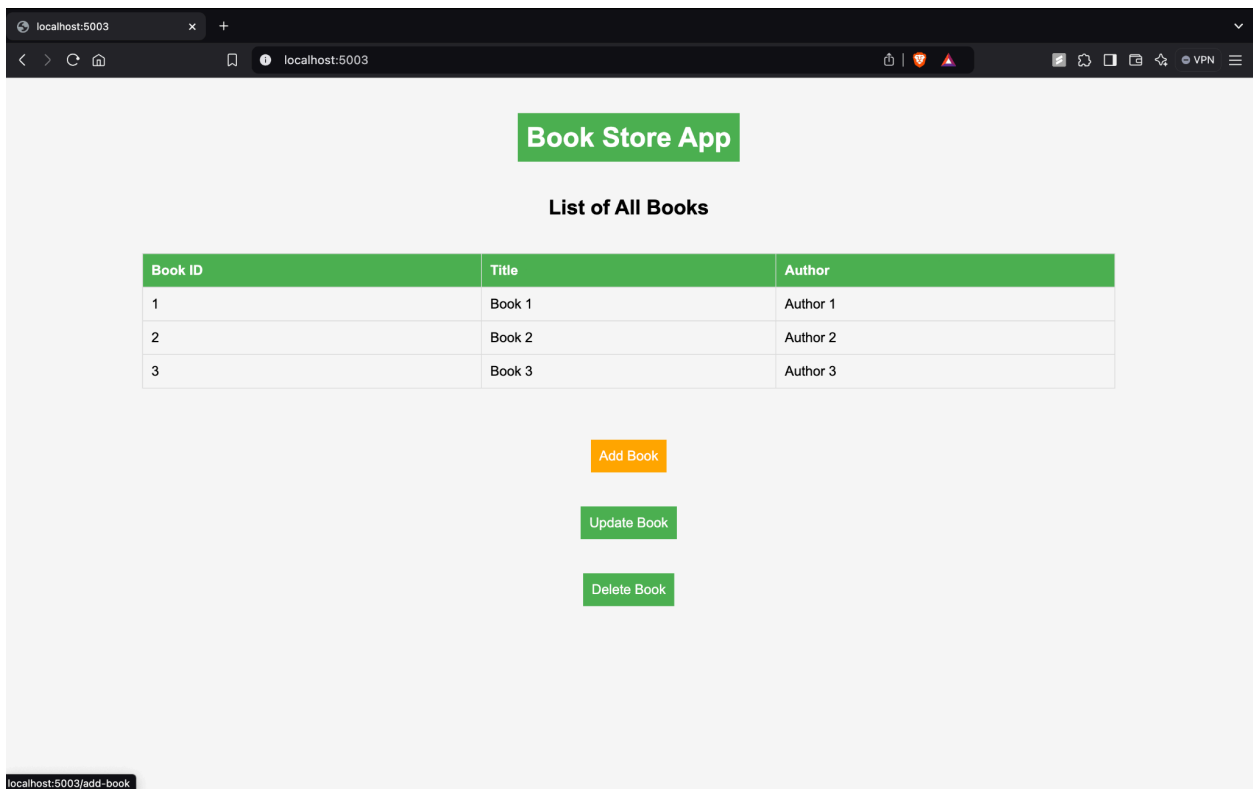 localhost:5003
localhost:5003
VPN
Book Store App
List of All Books
Book ID Title Author
1 Book 1 Author 1
2 Book 2 Author 2
3 Book 3 Author 3
Add Book
Update Book
Delete Book
localhost:5003/add-book